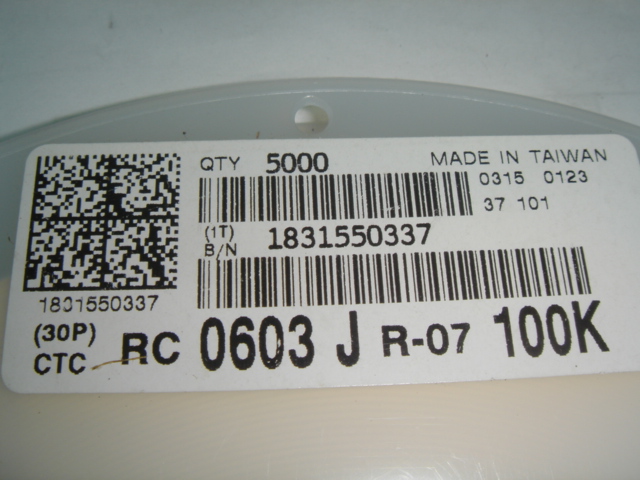 QTY 5000 MADE IN TAIWAN
0315 0123
37 101
(1T)
B/N 1831550337
1831550337
(30P)
CTC RC 0603 J R-07 100K